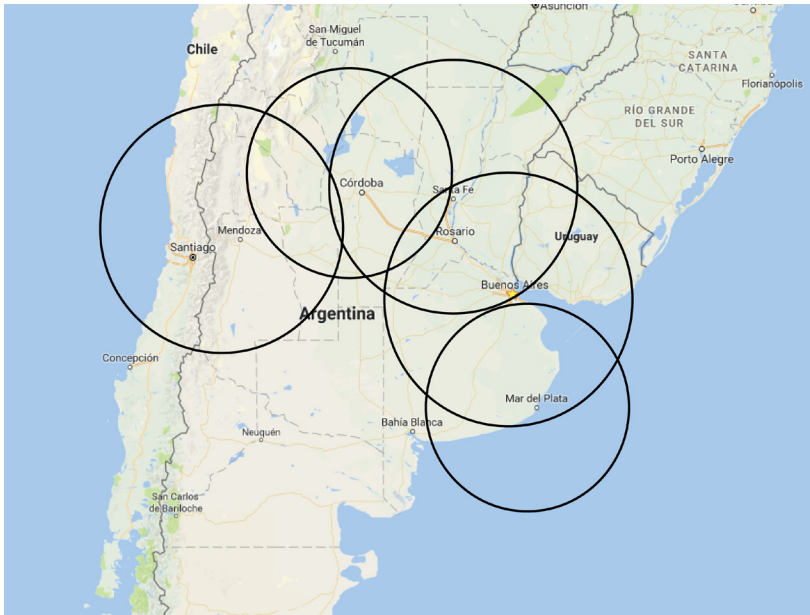 Asunción
San Miguel
de Tucumán
Chile
SANTA
CATARINA
Florianópolis
RÍO GRANDE
DEL SUR
Porto Alegre
Córdoba
Santa Fe
Mendoza
Rosario
Uruguay
Santiago
Buenos Aires
Argentina
Concepción
Mar del Plata
Bahía Blanca
Neuquén
San Carlos
de Bariloche